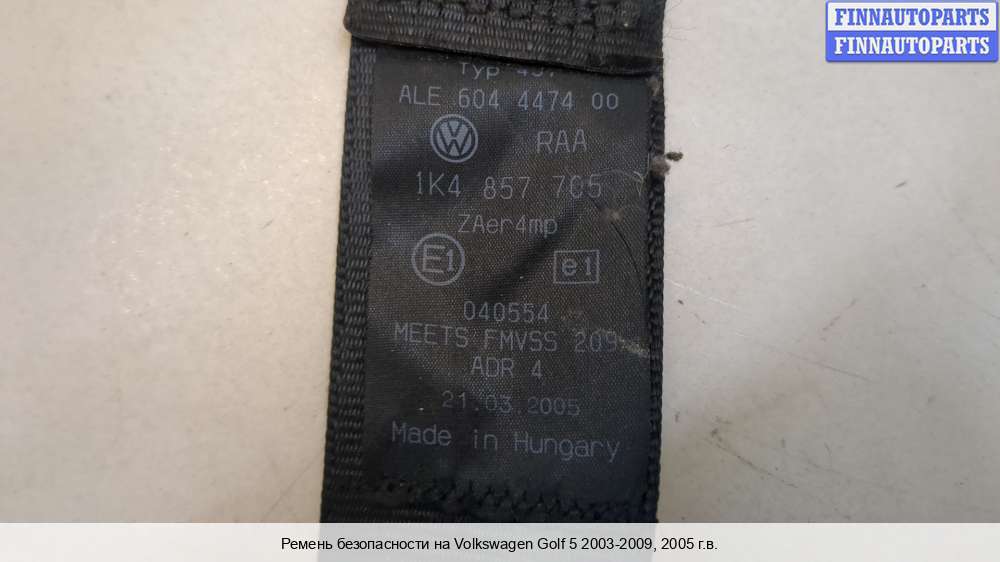 FINNAUTOPARTS
FINNAUTOPARTS
Typ
ALE 604 4474 00
RAA
1K4 857 705
ZAer4mp
E1 e1
040554
MEETS FMVSS 209
ADR 4
21.03.2005
Made in Hungary
Ремень безопасности на Volkswagen Golf 5 2003-2009, 2005 г.в.